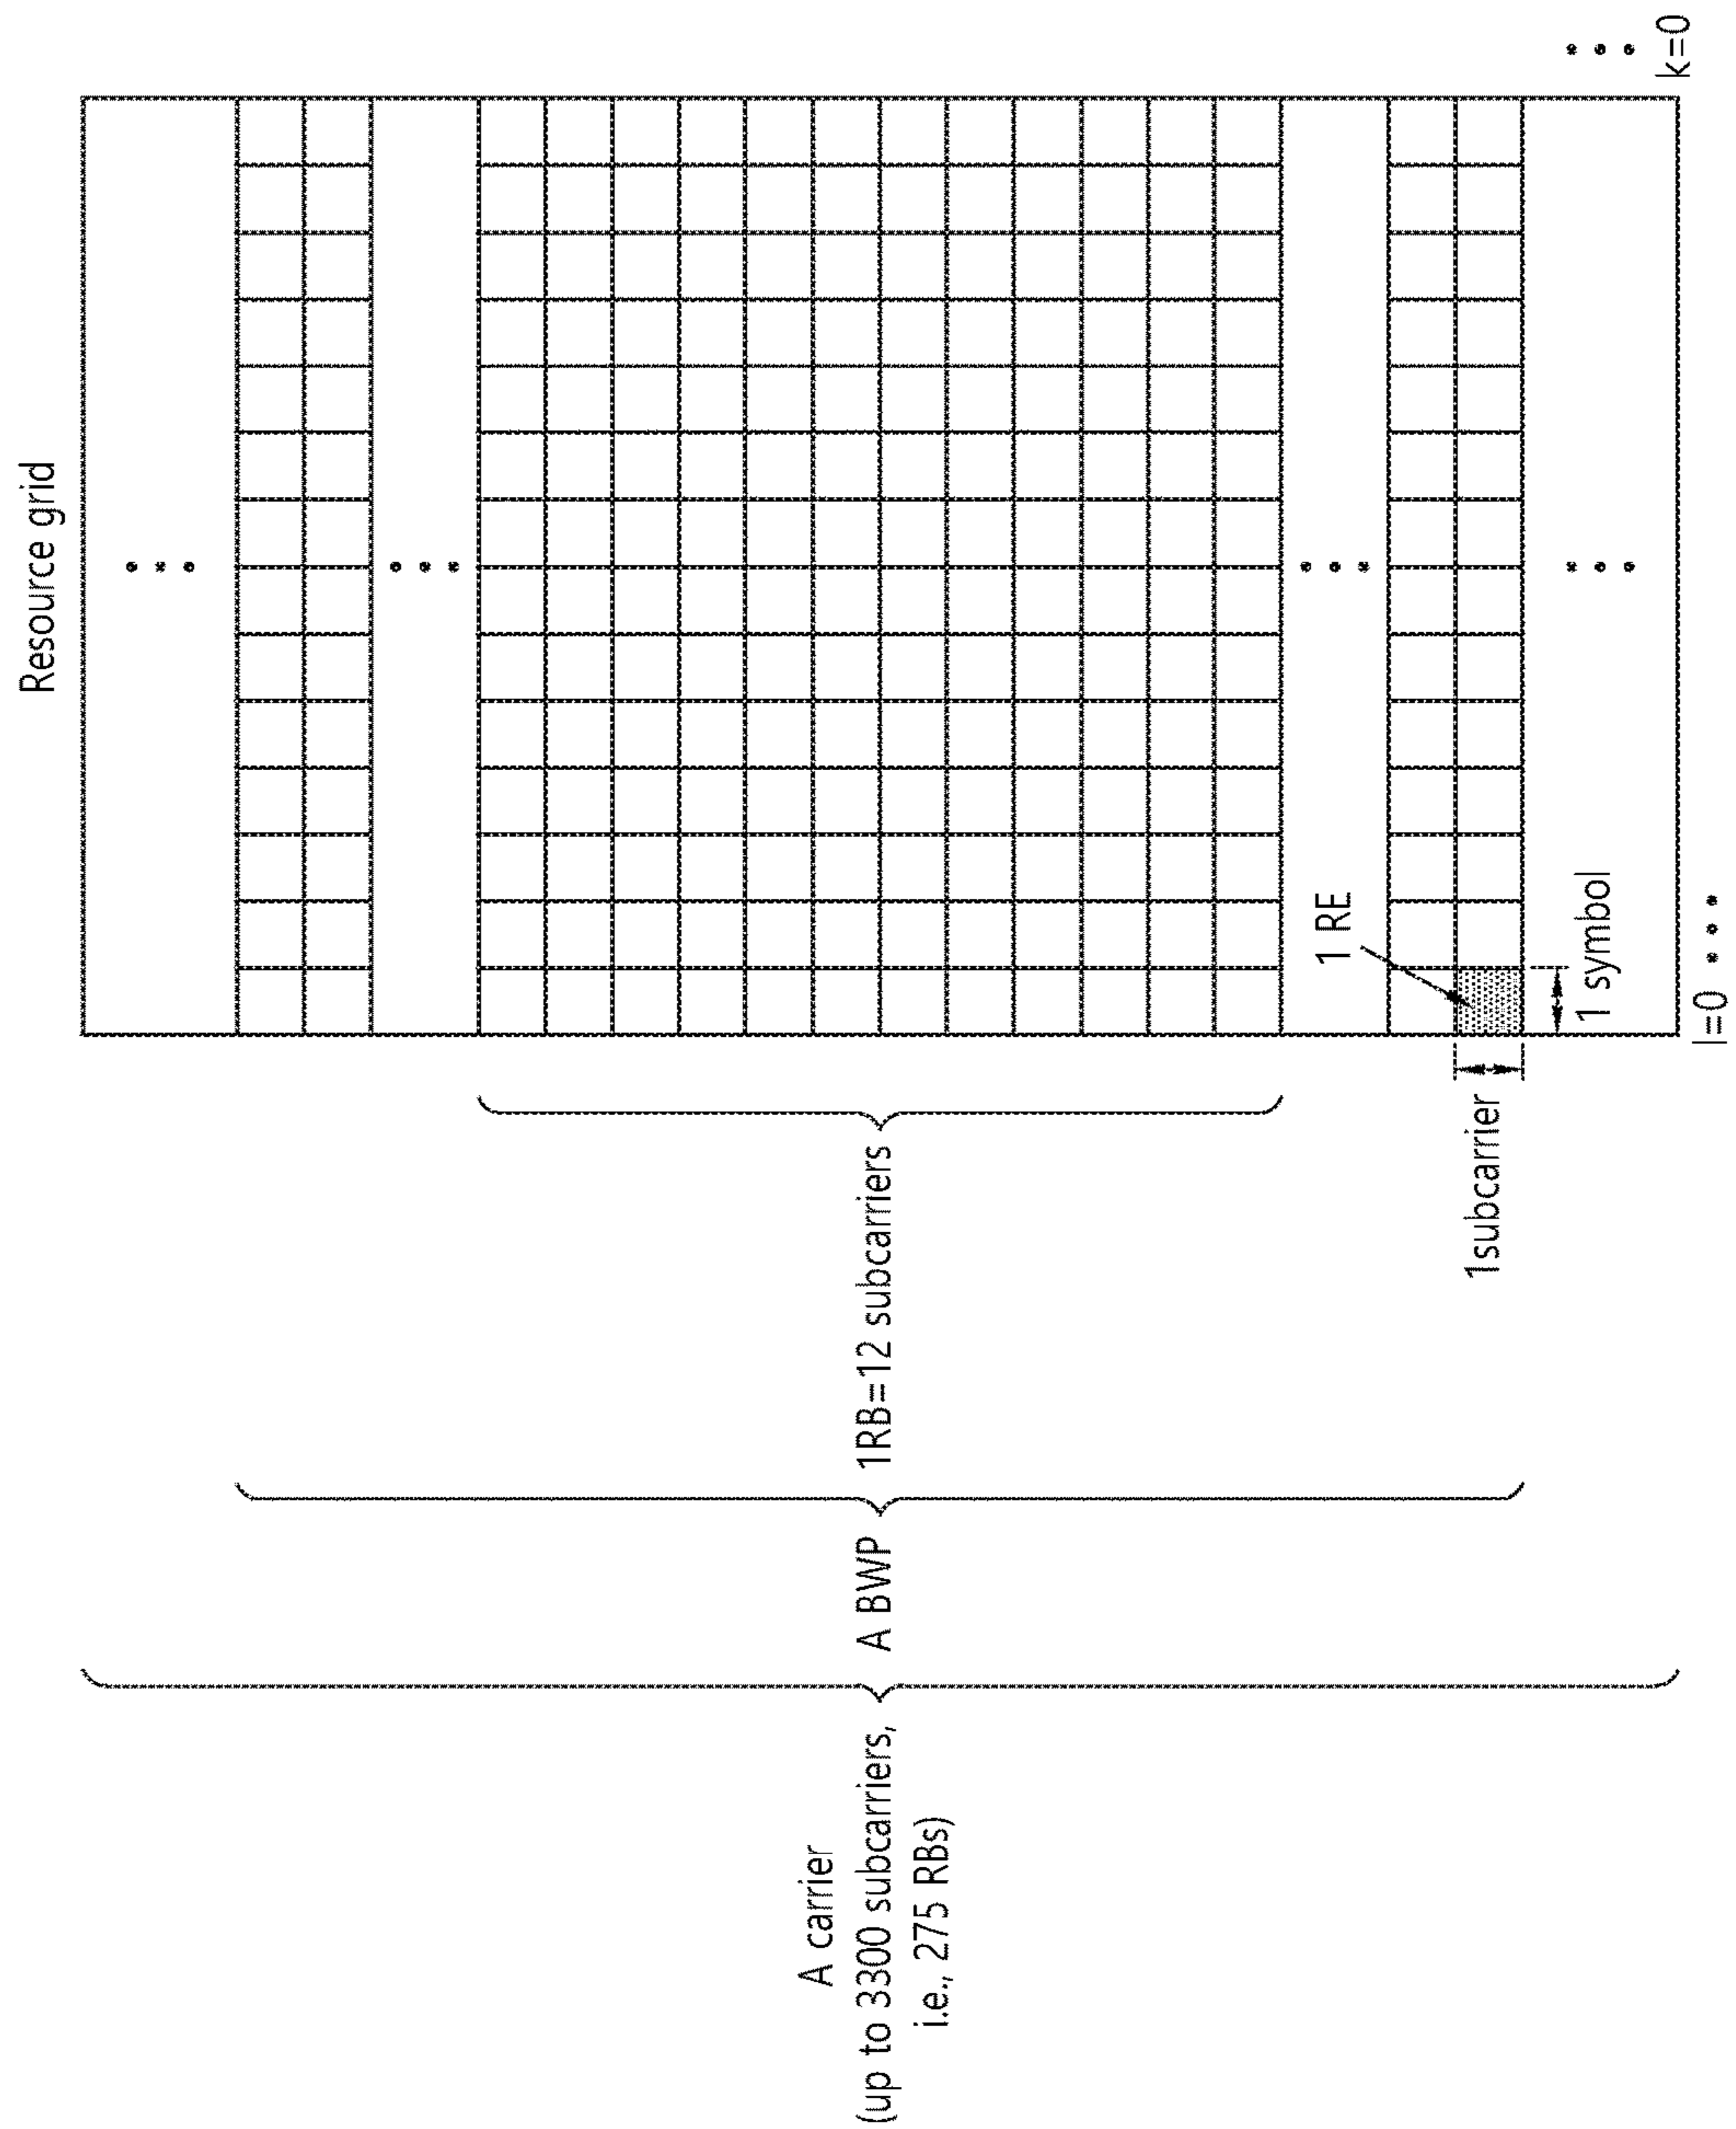 Resource grid
A carrier
(up to 3300 subcarriers,
i.e., 275 RBs)
A BWP
1RB=12 subcarriers
1 RE
1subcarrier
1 symbol
k=0
l=0